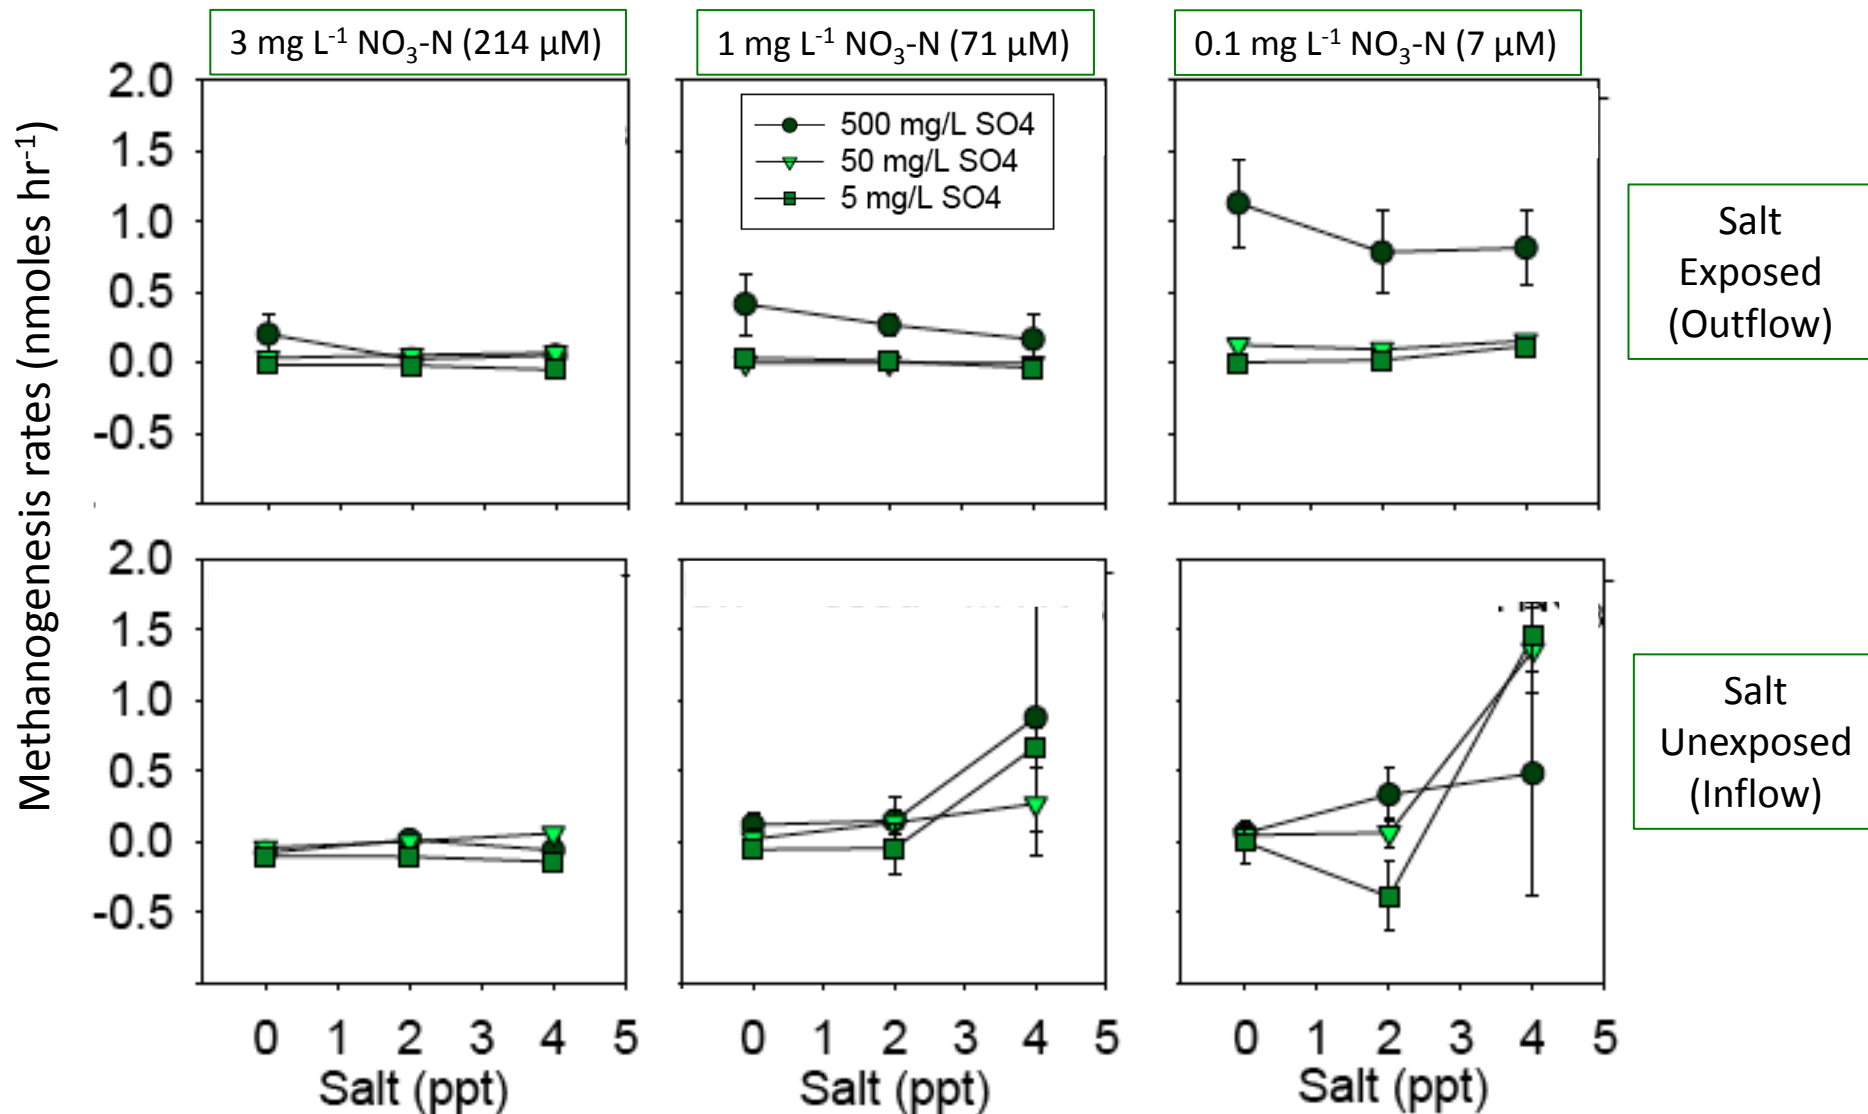 3 mg L⁻¹ NO₃-N (214 µM)
1 mg L⁻¹ NO₃-N (71 µM)
0.1 mg L⁻¹ NO₃-N (7 µM)
Methanogenesis rates (nmoles hr⁻¹)
2.0
1.5
1.0
0.5
0.0
-0.5
500 mg/L SO4
50 mg/L SO4
5 mg/L SO4
Salt
Exposed
(Outflow)
2.0
1.5
1.0
0.5
0.0
-0.5
Salt
Unexposed
(Inflow)
0 1 2 3 4 5
0 1 2 3 4 5
0 1 2 3 4 5
Salt (ppt)
Salt (ppt)
Salt (ppt)